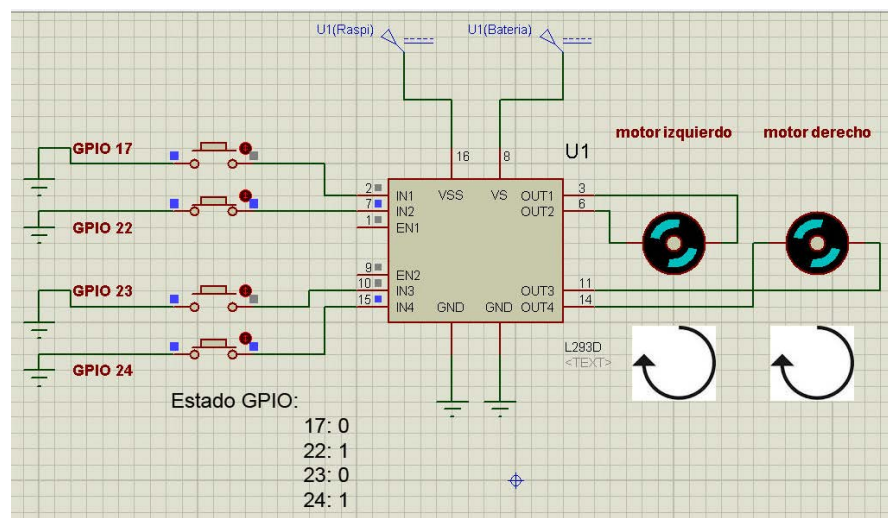 U1(Raspi)
U1(Bateria)
GPIO 17
GPIO 22
GPIO 23
GPIO 24
16
8
U1
2
7
1
9
10
15
IN1
IN2
EN1
EN2
IN3
IN4
VSS
VS
OUT1
OUT2
OUT3
OUT4
GND
GND
3
6
11
14
L293D
<TEXT>
motor izquierdo
motor derecho
Estado GPIO:
17: 0
22: 1
23: 0
24: 1